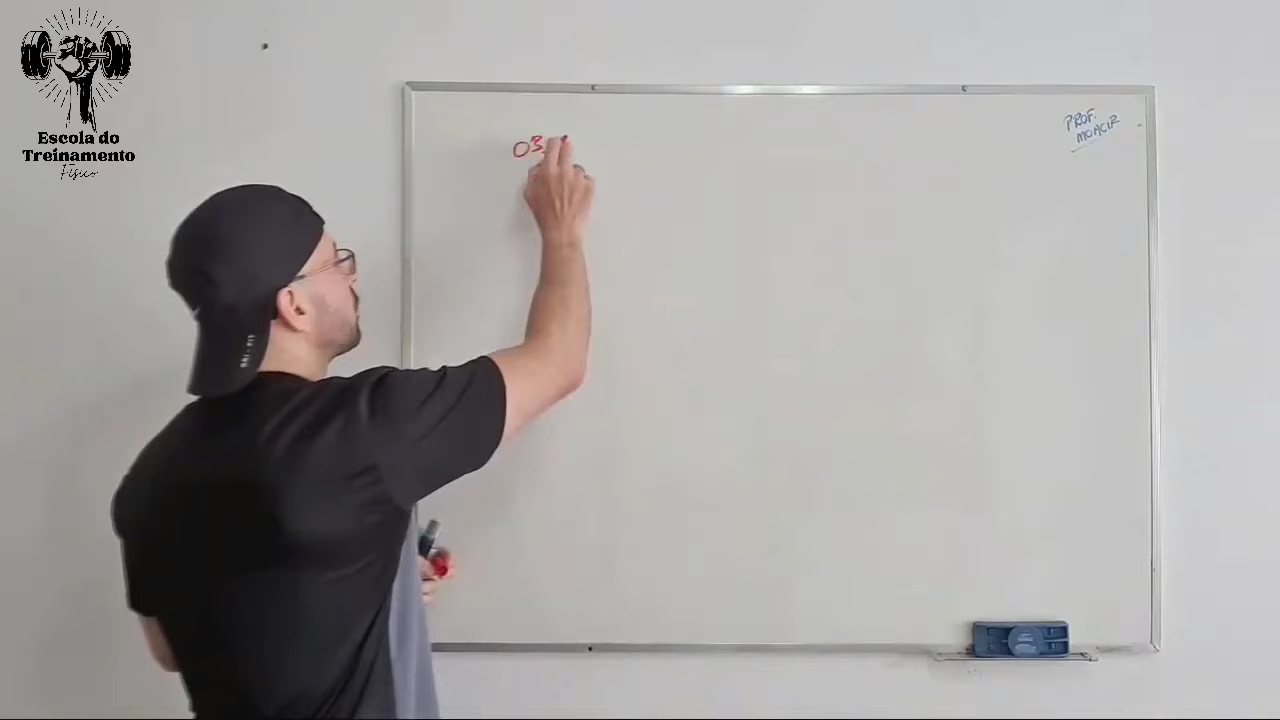 Escola do
Treinamento
Físico
PROF.
MOACIR
OB